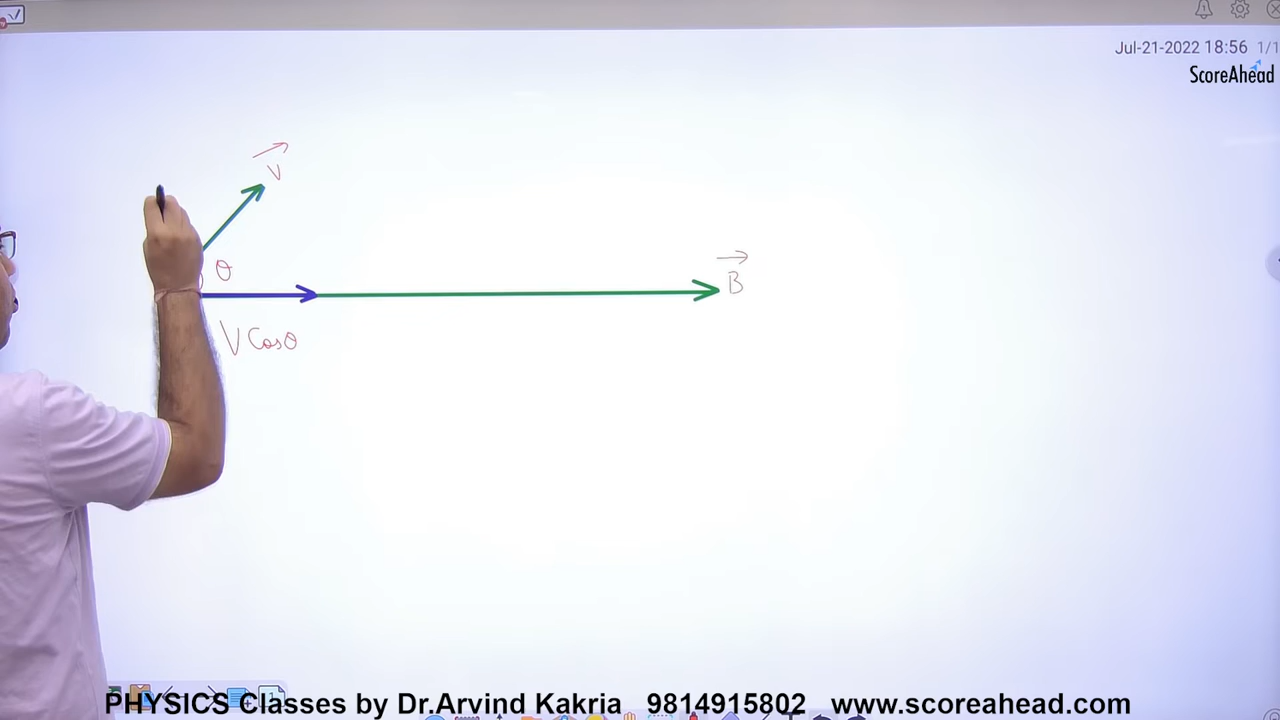 Jul-21-2022 18:56 1/1
ScoreAhead
V
θ
B
V Cosθ
PHYSICS Classes by Dr.Arvind Kakria 9814915802 www.scoreahead.com